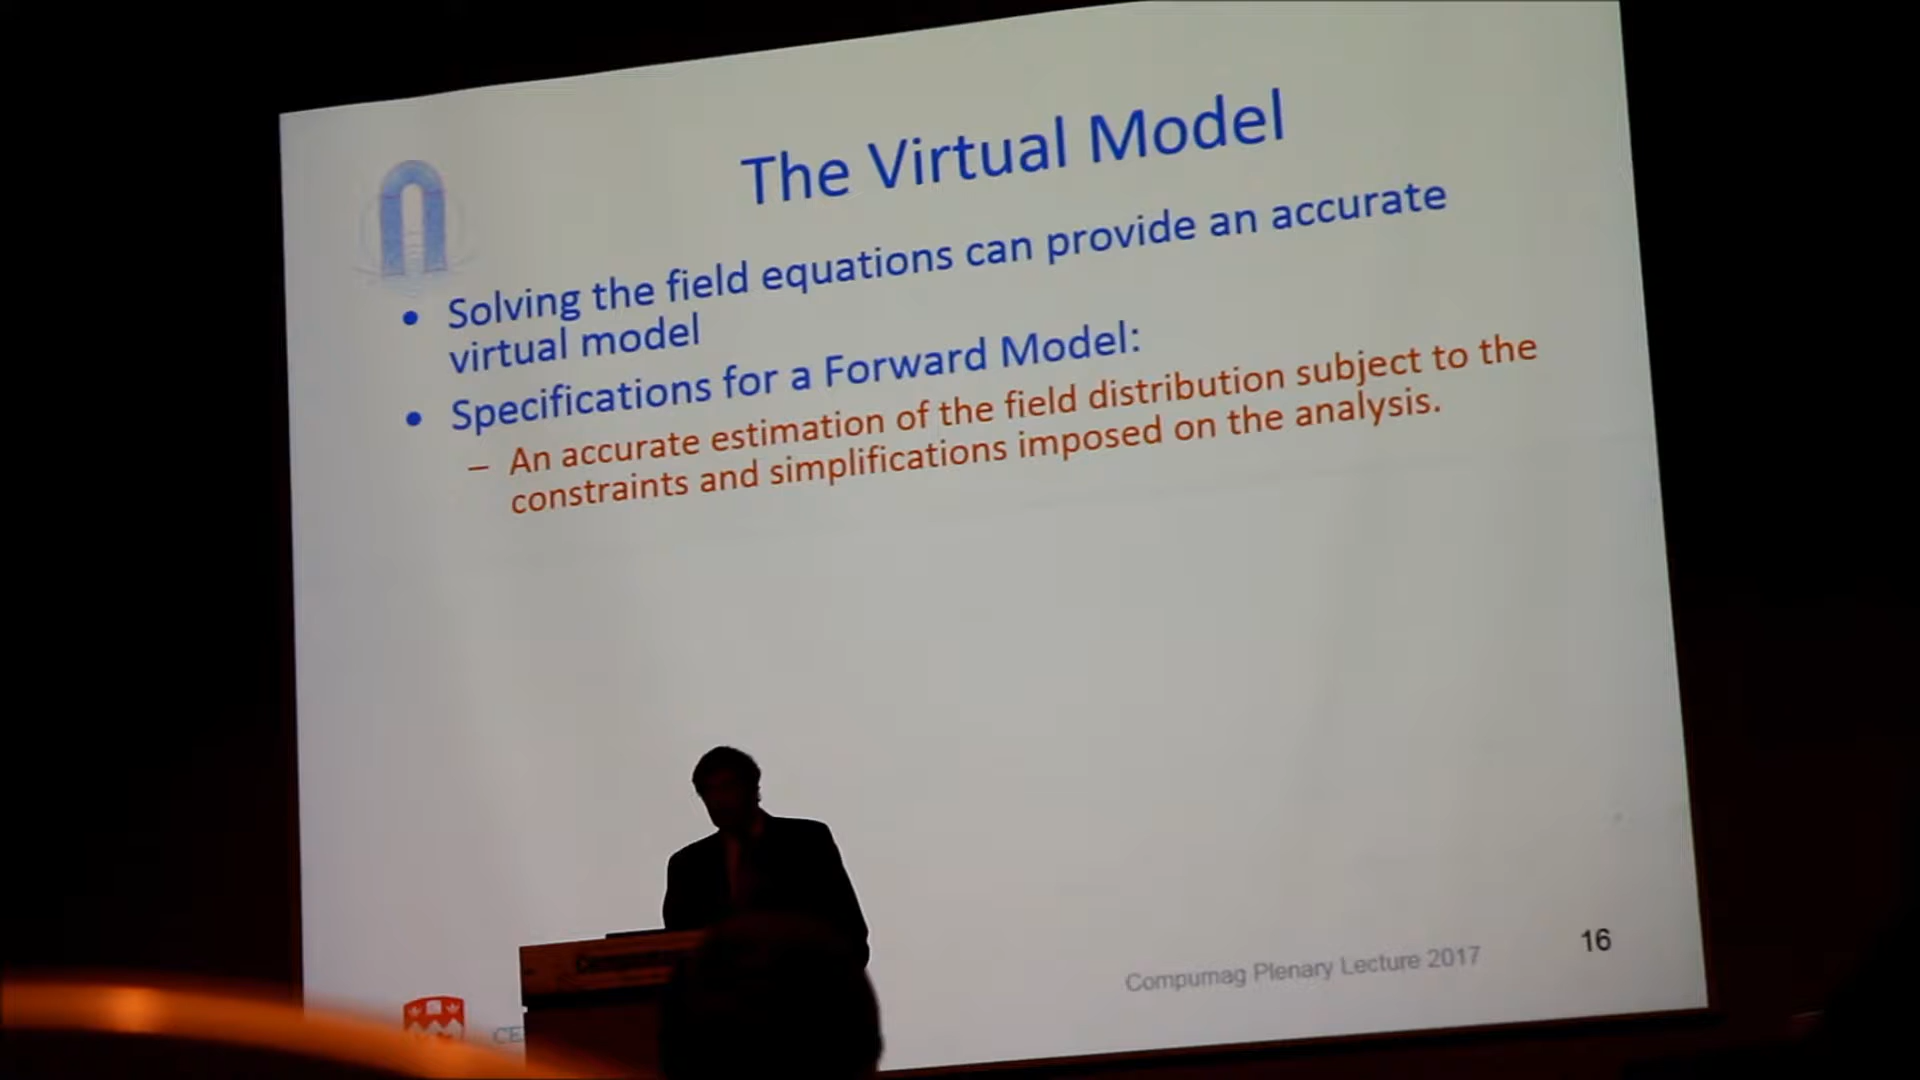 The Virtual Model
• Solving the field equations can provide an accurate
virtual model
• Specifications for a Forward Model:
– An accurate estimation of the field distribution subject to the
constraints and simplifications imposed on the analysis.
Compumag Plenary Lecture 2017
16